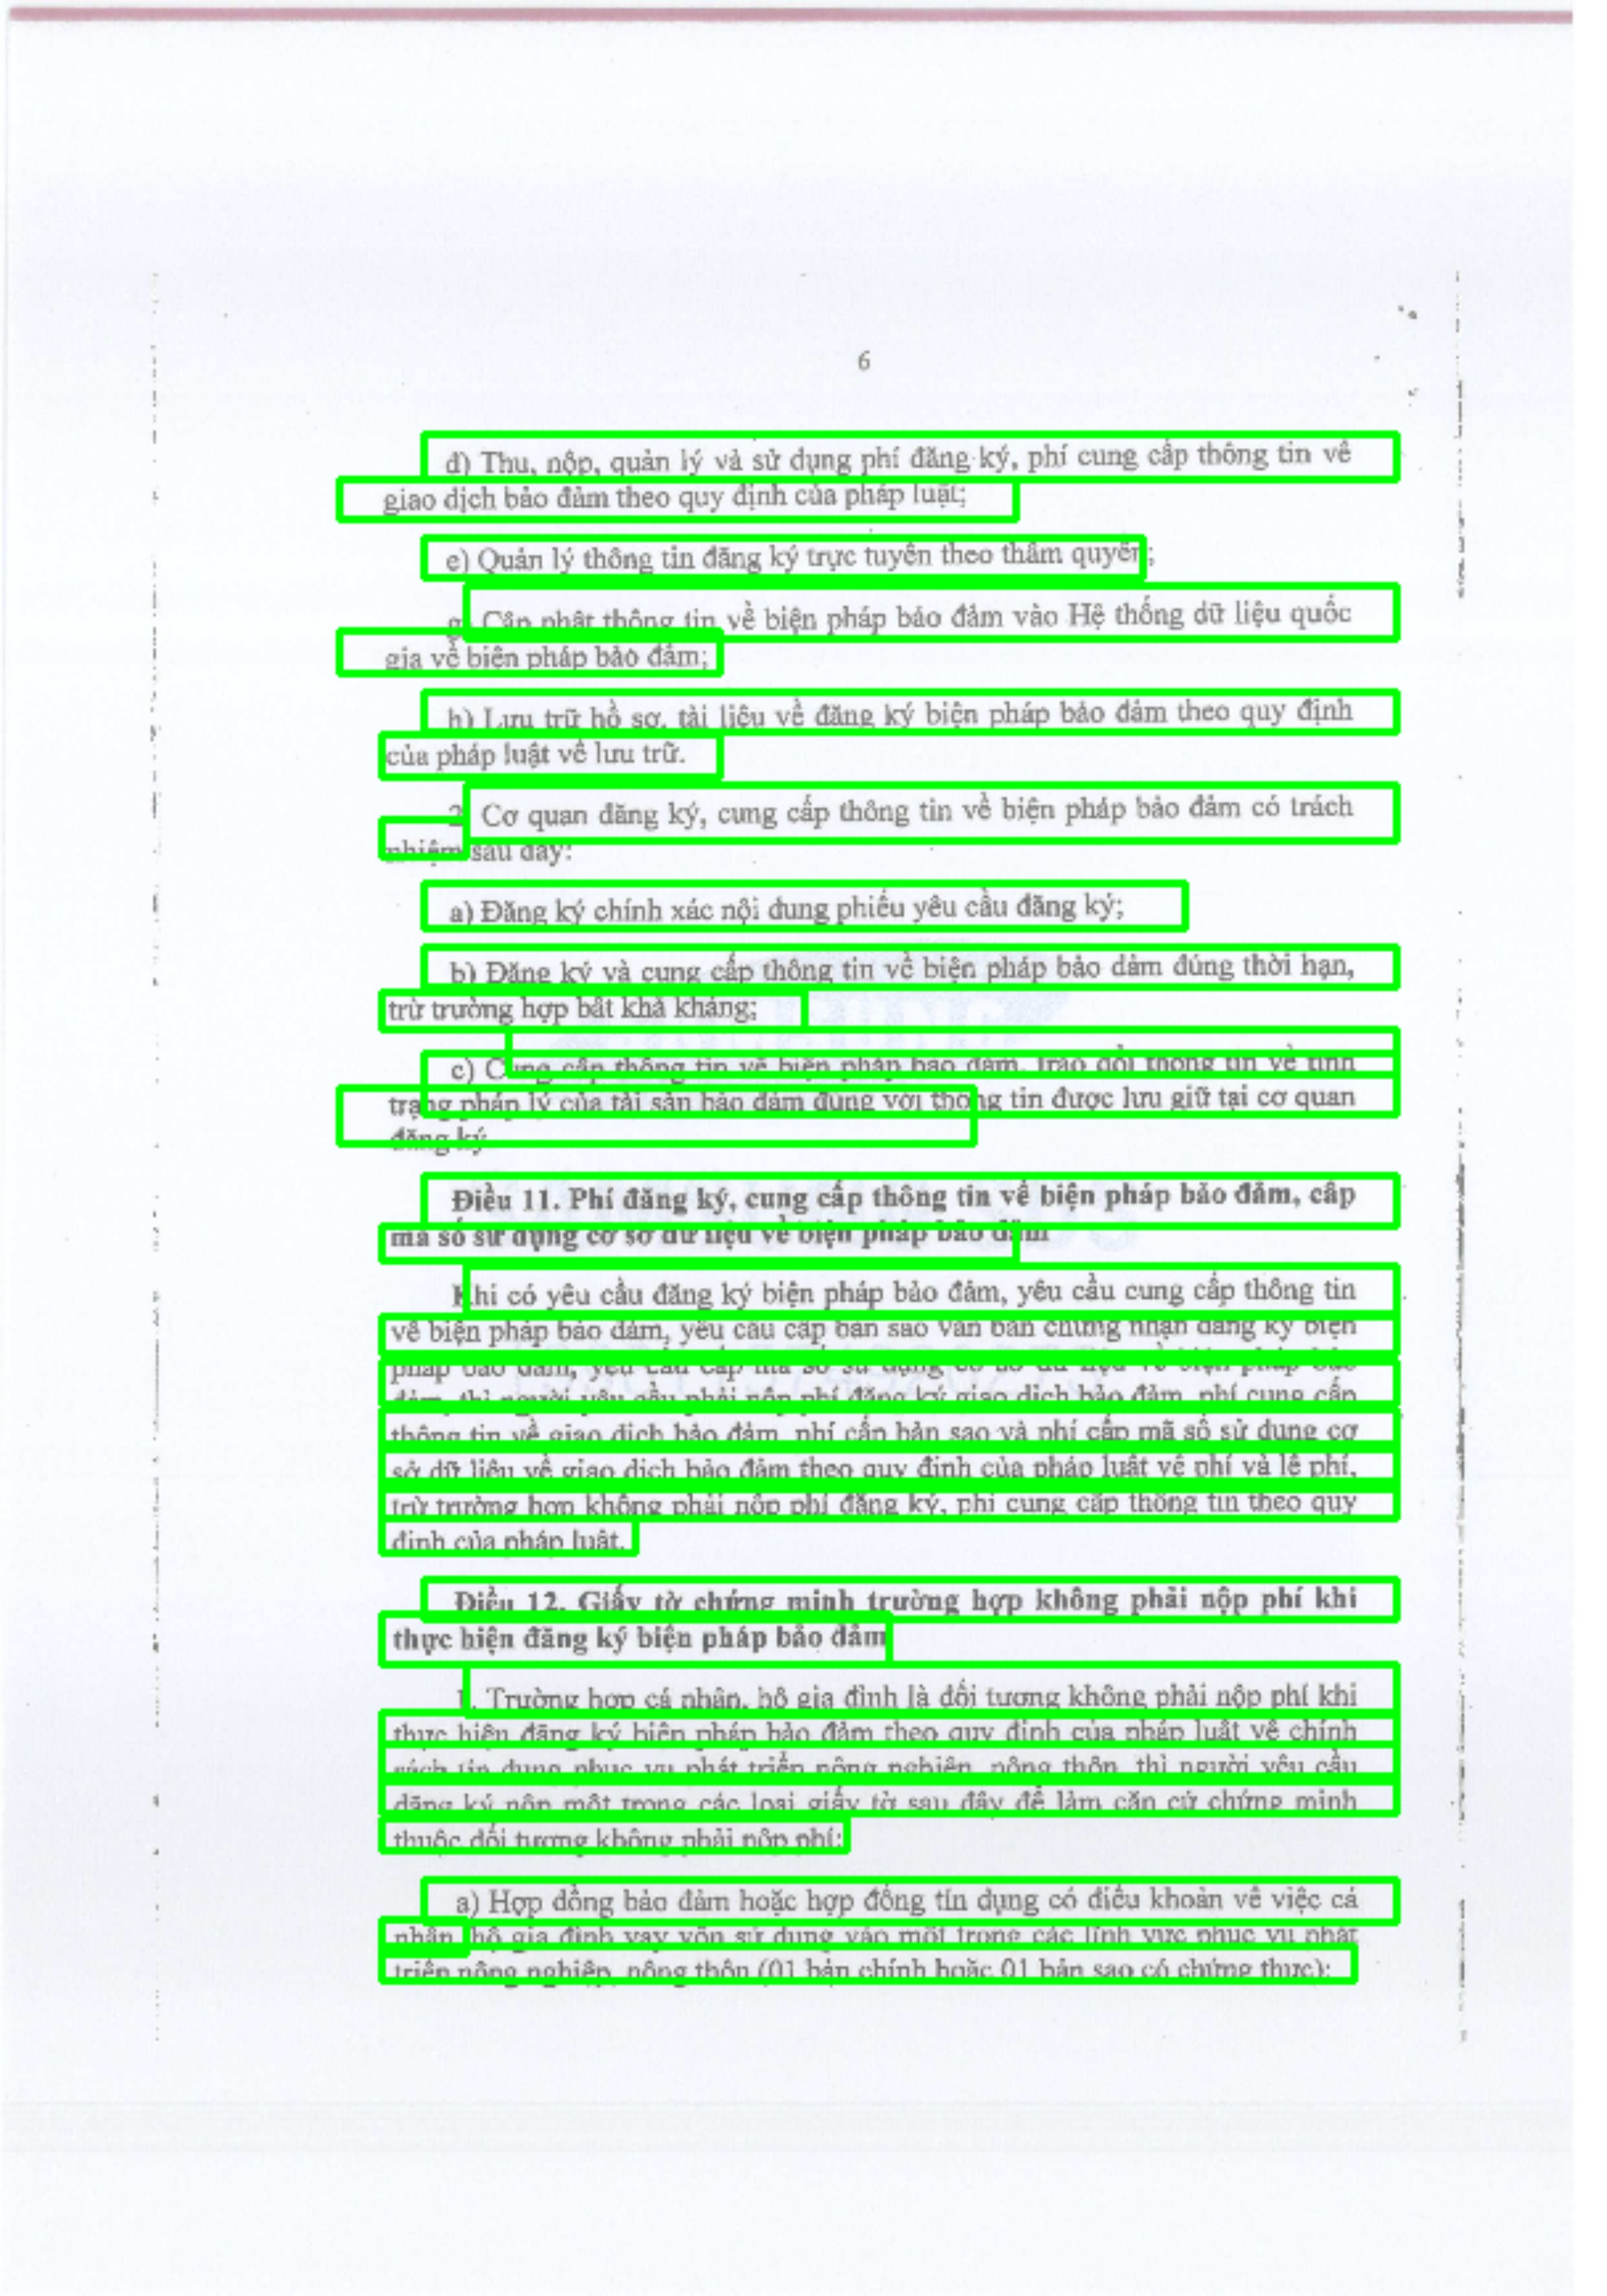 6
đ) Thu, nộp, quản lý và sử dụng phí đăng ký, phí cung cấp thông tin về
giao dịch bảo đảm theo quy định của pháp luật;
e) Quản lý thông tin đăng ký trực tuyến theo thẩm quyền;
g) Cập nhật thông tin về biện pháp bảo đảm vào Hệ thống dữ liệu quốc
gia về biện pháp bảo đảm;
h) Lưu trữ hồ sơ, tài liệu về đăng ký biện pháp bảo đảm theo quy định
của pháp luật về lưu trữ.
2. Cơ quan đăng ký, cung cấp thông tin về biện pháp bảo đảm có trách
nhiệm sau đây:
a) Đăng ký chính xác nội dung phiếu yêu cầu đăng ký;
b) Đăng ký và cung cấp thông tin về biện pháp bảo đảm đúng thời hạn,
trừ trường hợp bất khả kháng;
c) Cung cấp thông tin về biện pháp bảo đảm, trao đổi thông tin về tình
trạng pháp lý của tài sản bảo đảm đúng với thông tin được lưu giữ tại cơ quan
đăng ký
Điều 11. Phí đăng ký, cung cấp thông tin về biện pháp bảo đảm, cấp
mã số sử dụng cơ sở dữ liệu về biện pháp bảo đảm
Khi có yêu cầu đăng ký biện pháp bảo đảm, yêu cầu cung cấp thông tin
về biện pháp bảo đảm, yêu cầu cấp bản sao văn bản chứng nhận đăng ký biện
pháp bảo đảm, yêu cầu cấp mã số sử dụng cơ sở dữ liệu về biện pháp bảo
đảm, thì người yêu cầu phải nộp phí đăng ký giao dịch bảo đảm, phí cung cấp
thông tin về giao dịch bảo đảm, phí cấp bản sao và phí cấp mã số sử dụng cơ
sở dữ liệu về giao dịch bảo đảm theo quy định của pháp luật về phí và lệ phí,
trừ trường hợp không phải nộp phí đăng ký, phí cung cấp thông tin theo quy
định của pháp luật.
Điều 12. Giấy tờ chứng minh trường hợp không phải nộp phí khi
thực hiện đăng ký biện pháp bảo đảm
1. Trường hợp cá nhân, hộ gia đình là đối tượng không phải nộp phí khi
thực hiện đăng ký biện pháp bảo đảm theo quy định của pháp luật về chính
sách tín dụng phục vụ phát triển nông nghiệp, nông thôn, thì người yêu cầu
đăng ký nộp một trong các loại giấy tờ sau đây để làm căn cứ chứng minh
thuộc đối tượng không phải nộp phí:
a) Hợp đồng bảo đảm hoặc hợp đồng tín dụng có điều khoản về việc cá
nhân, hộ gia đình vay vốn sử dụng vào một trong các lĩnh vực phục vụ phát
triển nông nghiệp, nông thôn (01 bản chính hoặc 01 bản sao có chứng thực);